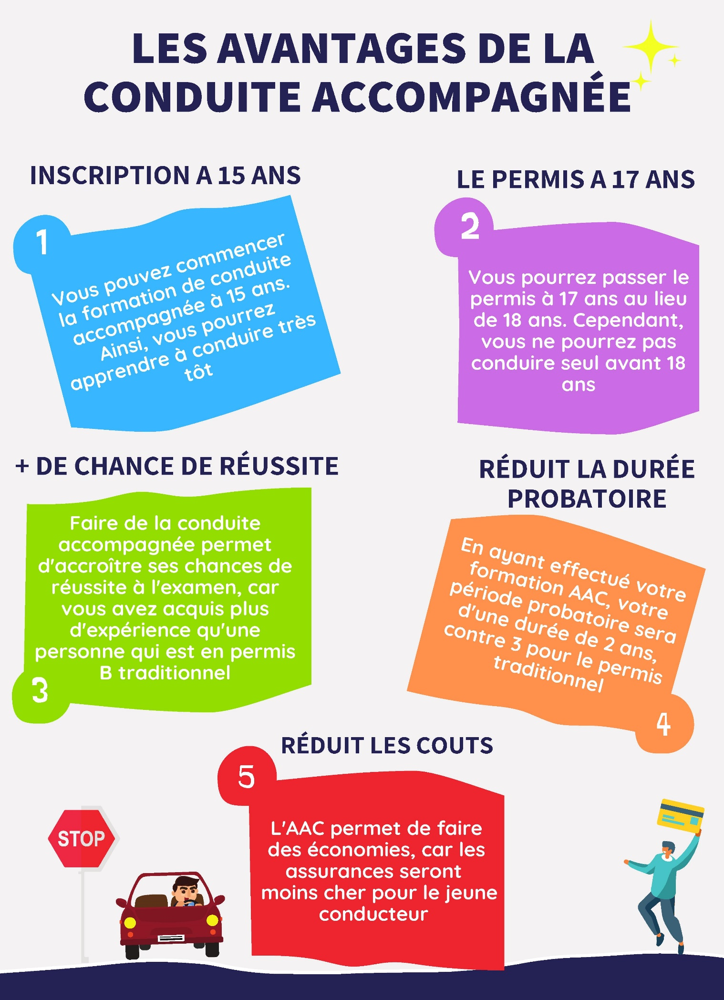 LES AVANTAGES DE LA
CONDUITE ACCOMPAGNÉE
INSCRIPTION A 15 ANS
1
Vous pouvez commencer
la formation de conduite
accompagnée à 15 ans.
Ainsi, vous pourrez
apprendre à conduire très
tôt
LE PERMIS A 17 ANS
2
Vous pourrez passer le
permis à 17 ans au lieu
de 18 ans. Cependant,
vous ne pourrez pas
conduire seul avant 18
ans
+ DE CHANCE DE RÉUSSITE
Faire de la conduite
accompagnée permet
d'accroître ses chances de
réussite à l'examen, car
vous avez acquis plus
d'expérience qu'une
personne qui est en permis
B traditionnel
3
RÉDUIT LA DURÉE
PROBATOIRE
En ayant effectué votre
formation AAC, votre
période probatoire sera
d'une durée de 2 ans,
contre 3 pour le permis
traditionnel
4
RÉDUIT LES COUTS
5
L'AAC permet de faire
des économies, car les
assurances seront
moins cher pour le jeune
conducteur
STOP